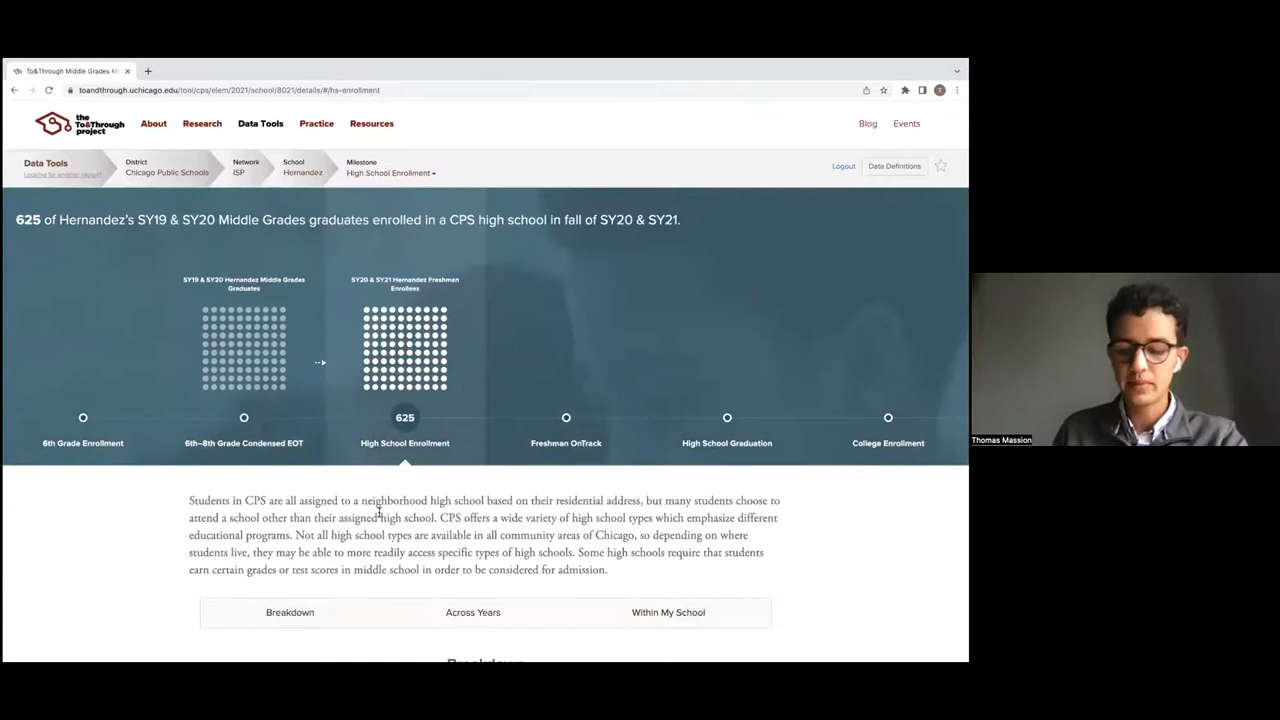 To&Through Middle Grades M
toandthrough.uchicago.edu/tool/cps/elem/2021/school/8021/details/#/hs-enrollment
T
the
To&Through
project
About
Research
Data Tools
Practice
Resources
Blog
Events
Data Tools
Looking for another report?
District
Chicago Public Schools
Network
ISP
School
Hernandez
Milestone
High School Enrollment
Logout
Data Definitions
625 of Hernandez's SY19 & SY20 Middle Grades graduates enrolled in a CPS high school in fall of SY20 & SY21.
SY19 & SY20 Hernandez Middle Grades
Graduates
SY20 & SY21 Hernandez Freshman
Enrollees
625
6th Grade Enrollment
6th–8th Grade Condensed EOT
High School Enrollment
Freshman OnTrack
High School Graduation
College Enrollment
Students in CPS are all assigned to a neighborhood high school based on their residential address, but many students choose to
attend a school other than their assigned high school. CPS offers a wide variety of high school types which emphasize different
educational programs. Not all high school types are available in all community areas of Chicago, so depending on where
students live, they may be able to more readily access specific types of high schools. Some high schools require that students
earn certain grades or test scores in middle school in order to be considered for admission.
Breakdown
Across Years
Within My School
Breakdown
Thomas Massion